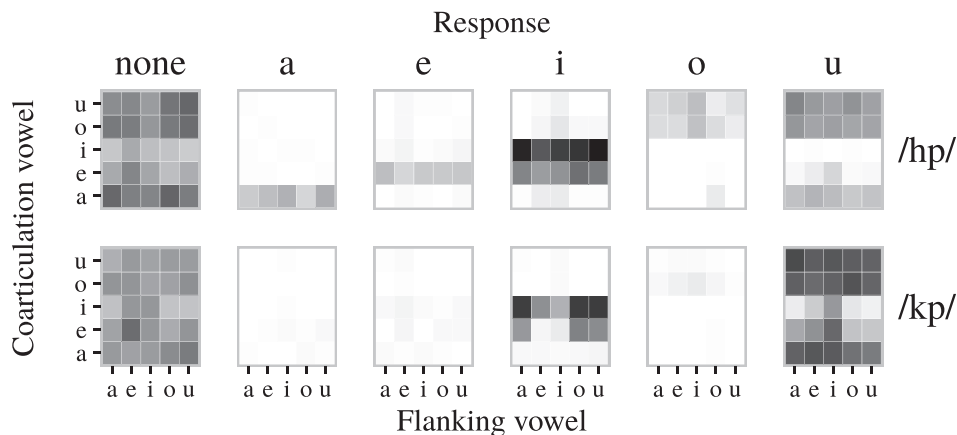 Response
none a e i o u
Coarticulation vowel
u
o
i
e
a
/hp/
u
o
i
e
a
/kp/
a e i o u a e i o u a e i o u a e i o u a e i o u a e i o u
Flanking vowel